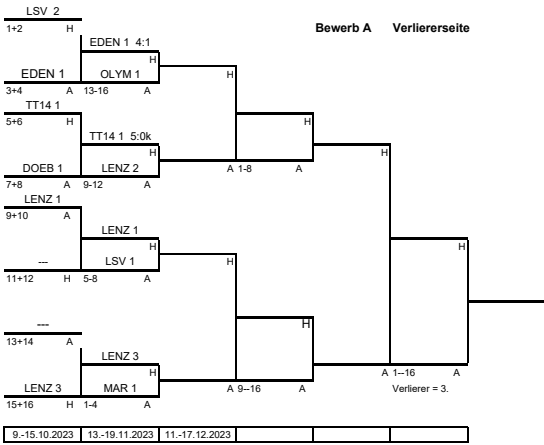 LSV 2
1+2 H
Bewerb A Verliererseite
EDEN 1 4:1
H
H
EDEN 1 OLYM 1
3+4 A 13-16 A
TT14 1
5+6 H
H
TT14 1 5:0k
H
H
DOEB 1 LENZ 2
7+8 A 9-12 A
A 1-8 A
LENZ 1
9+10 A
LENZ 1
H
H
H
--- LSV 1
11+12 H 5-8 A
---
13+14 A
H
LENZ 3
H
A 1--16 A
LENZ 3 MAR 1
A 9--16 A
Verlierer = 3.
15+16 H 1-4 A
9.-15.10.2023 13.-19.11.2023 11.-17.12.2023